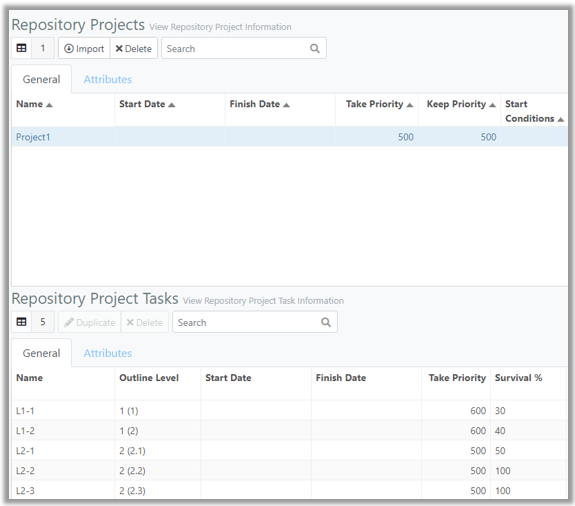 Repository Projects View Repository Project Information
1 Import Delete Search
General Attributes
Name Start Date Finish Date Take Priority Keep Priority Start Conditions
Project1 500 500
Repository Project Tasks View Repository Project Task Information
5 Duplicate Delete Search
General Attributes
Name Outline Level Start Date Finish Date Take Priority Survival %
L1-1 1 (1) 600 30
L1-2 1 (2) 600 40
L2-1 2 (2.1) 500 50
L2-2 2 (2.2) 500 100
L2-3 2 (2.3) 500 100